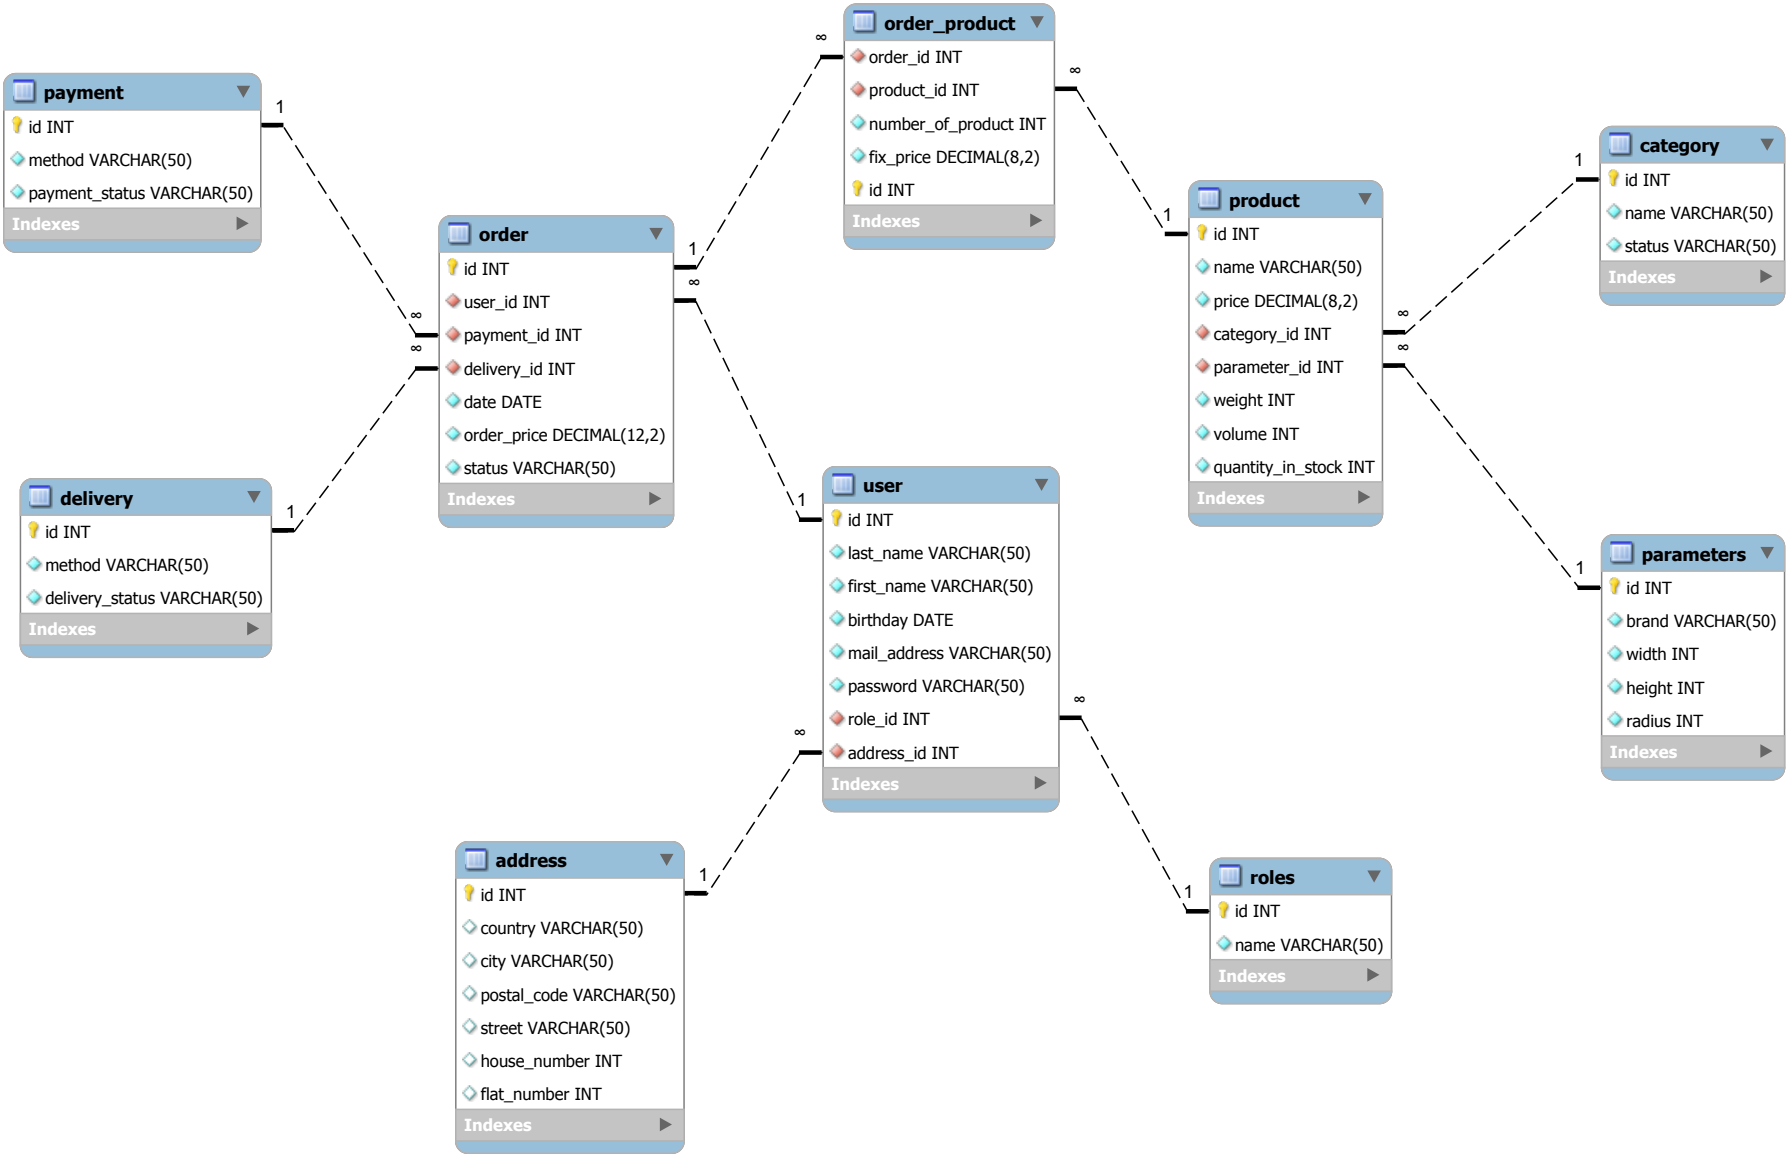 payment
id INT
method VARCHAR(50)
payment_status VARCHAR(50)
Indexes
1
∞
order_product
order_id INT
product_id INT
number_of_product INT
fix_price DECIMAL(8,2)
id INT
Indexes
∞
∞
1
order
id INT
user_id INT
payment_id INT
delivery_id INT
date DATE
order_price DECIMAL(12,2)
status VARCHAR(50)
Indexes
1
∞
∞
product
id INT
name VARCHAR(50)
price DECIMAL(8,2)
category_id INT
parameter_id INT
weight INT
volume INT
quantity_in_stock INT
Indexes
1
∞
∞
category
id INT
name VARCHAR(50)
status VARCHAR(50)
Indexes
1
delivery
id INT
method VARCHAR(50)
delivery_status VARCHAR(50)
Indexes
1
user
id INT
last_name VARCHAR(50)
first_name VARCHAR(50)
birthday DATE
mail_address VARCHAR(50)
password VARCHAR(50)
role_id INT
address_id INT
Indexes
∞
∞
parameters
id INT
brand VARCHAR(50)
width INT
height INT
radius INT
Indexes
1
address
id INT
country VARCHAR(50)
city VARCHAR(50)
postal_code VARCHAR(50)
street VARCHAR(50)
house_number INT
flat_number INT
Indexes
1
1
roles
id INT
name VARCHAR(50)
Indexes